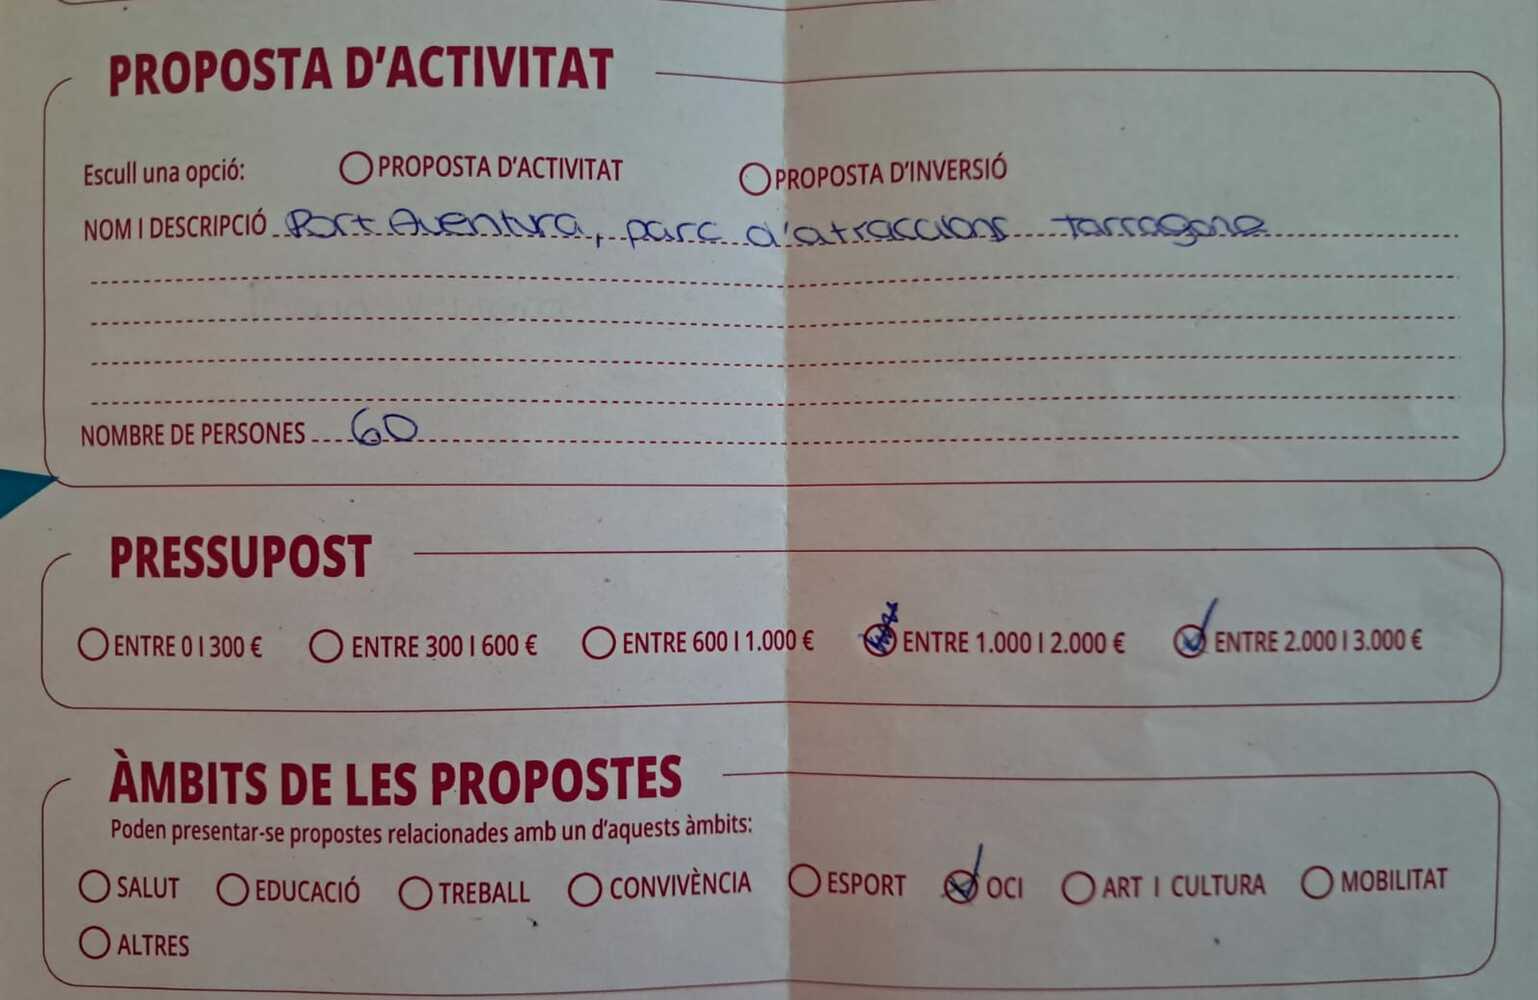 PROPOSTA D'ACTIVITAT
Escull una opció: PROPOSTA D'ACTIVITAT PROPOSTA D'INVERSIÓ
NOM I DESCRIPCIÓ Port Aventura, parc d'atraccions Tarragona
NOMBRE DE PERSONES 60
PRESSUPOST
ENTRE 0 I 300 € ENTRE 300 I 600 € ENTRE 600 I 1.000 € ENTRE 1.000 I 2.000 € ENTRE 2.000 I 3.000 €
ÀMBITS DE LES PROPOSTES
Poden presentar-se propostes relacionades amb un d'aquests àmbits:
SALUT EDUCACIÓ TREBALL CONVIVÈNCIA ESPORT OCI ART I CULTURA MOBILITAT
ALTRES